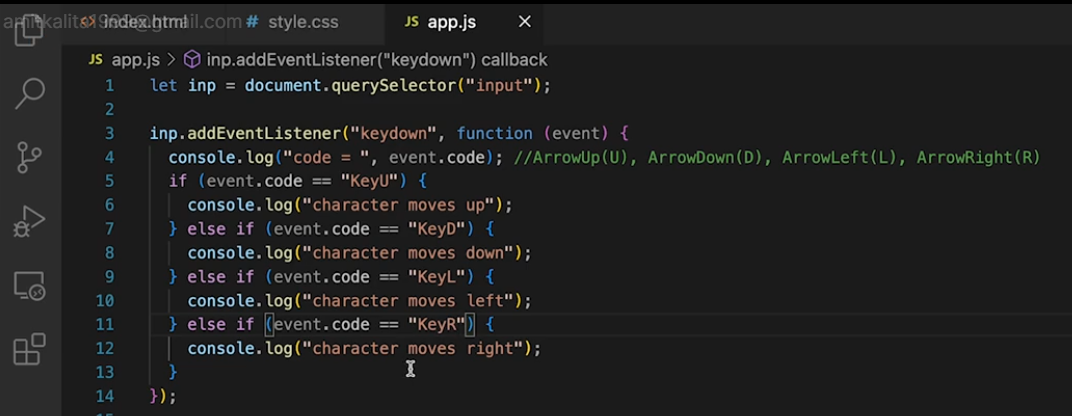 amitkalita1999@gmail.com
index.html # style.css JS app.js ×
JS app.js > inp.addEventListener("keydown") callback
1 let inp = document.querySelector("input");
2
3 inp.addEventListener("keydown", function (event) {
4 console.log("code = ", event.code); //ArrowUp(U), ArrowDown(D), ArrowLeft(L), ArrowRight(R)
5 if (event.code == "KeyU") {
6 console.log("character moves up");
7 } else if (event.code == "KeyD") {
8 console.log("character moves down");
9 } else if (event.code == "KeyL") {
10 console.log("character moves left");
11 } else if (event.code == "KeyR") {
12 console.log("character moves right");
13 }
14 });